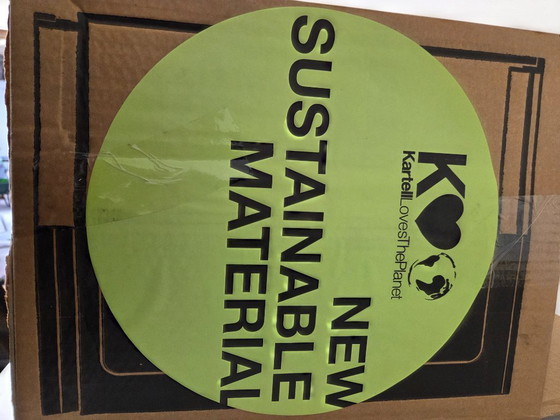 K
KartellLovesThePlanet
NEW
SUSTAINABLE
MATERIAL